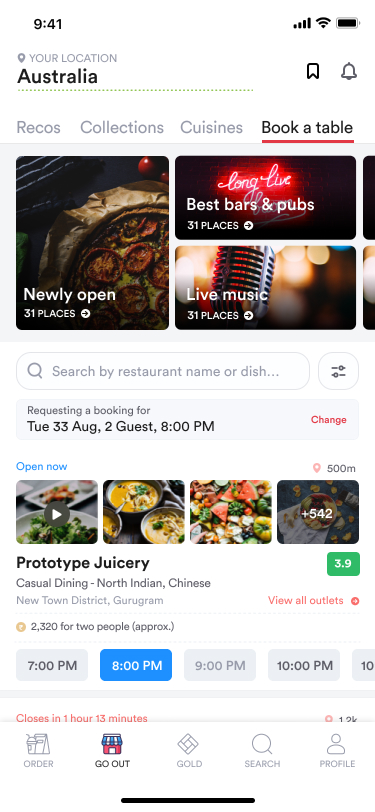 9:41
YOUR LOCATION
Australia
Recos Collections Cuisines Book a table
long live
Best bars & pubs
31 PLACES
Newly open
31 PLACES
Live music
31 PLACES
Search by restaurant name or dish...
Requesting a booking for
Tue 33 Aug, 2 Guest, 8:00 PM
Change
Open now 500m
+542
Prototype Juicery 3.9
Casual Dining - North Indian, Chinese
New Town District, Gurugram View all outlets
₹ 2,320 for two people (approx.)
7:00 PM 8:00 PM 9:00 PM 10:00 PM 10
Closes in 1 hour 13 minutes 1.2k
ORDER GO OUT GOLD SEARCH PROFILE